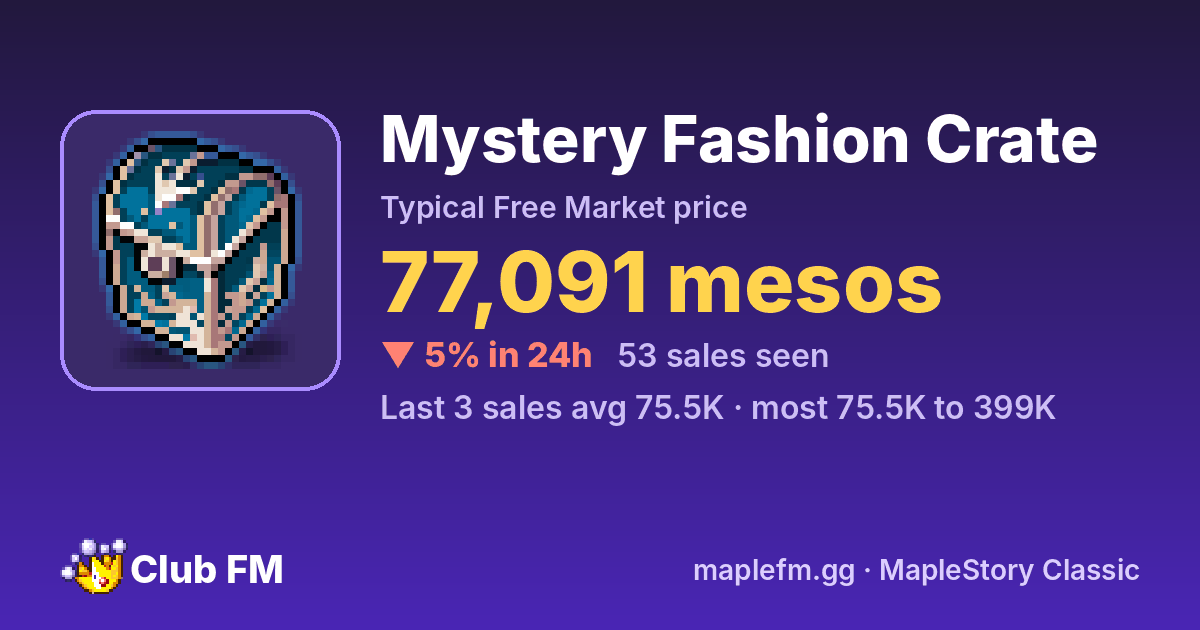 Mystery Fashion Crate
Typical Free Market price
77,091 mesos
▼ 5% in 24h 53 sales seen
Last 3 sales avg 75.5K · most 75.5K to 399K
Club FM
maplefm.gg · MapleStory Classic